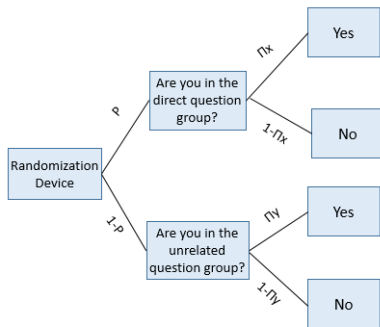 Yes
Πx
Are you in the
direct question
group?
P
1-Πx
No
Randomization
Device
Yes
Πy
1-P
Are you in the
unrelated
question group?
1-Πy
No